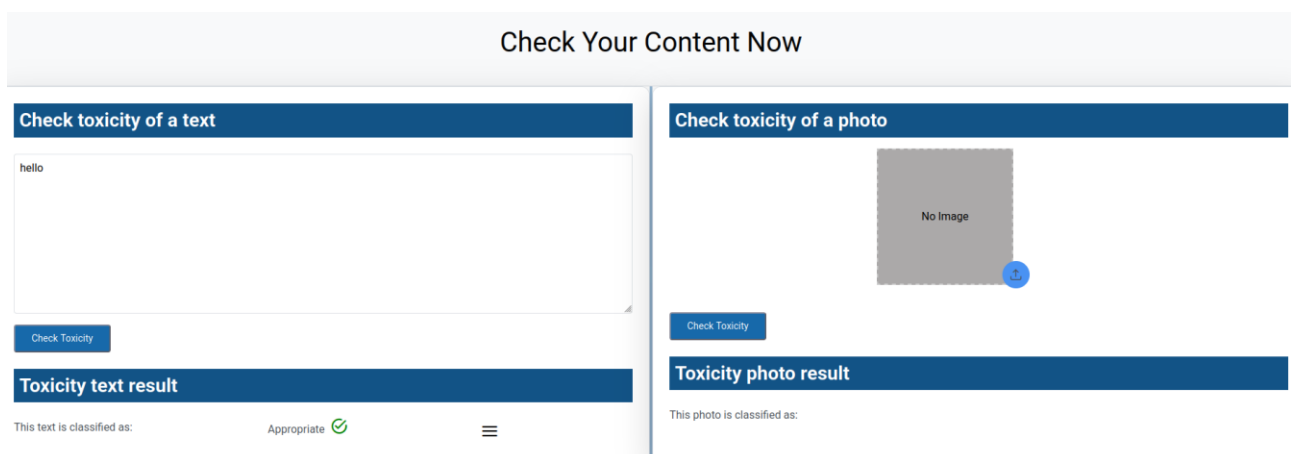 Check Your Content Now
Check toxicity of a text
hello
Check Toxicity
Toxicity text result
This text is classified as: Appropriate
Check toxicity of a photo
No Image
Check Toxicity
Toxicity photo result
This photo is classified as: